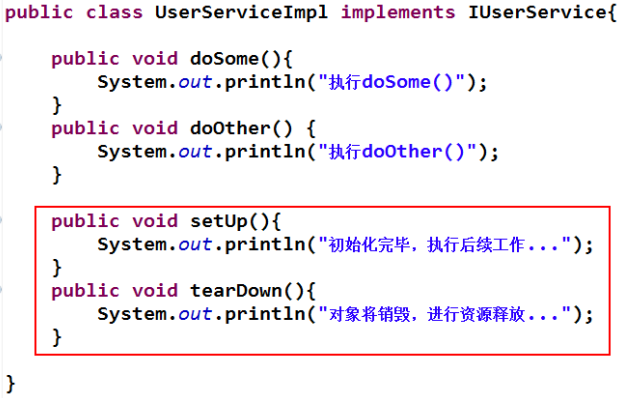 public class UserServiceImpl implements IUserService{
public void doSome(){
System.out.println("执行doSome()");
}
public void doOther() {
System.out.println("执行doOther()");
}
public void setUp(){
System.out.println("初始化完毕，执行后续工作...");
}
public void tearDown(){
System.out.println("对象将销毁，进行资源释放...");
}
}